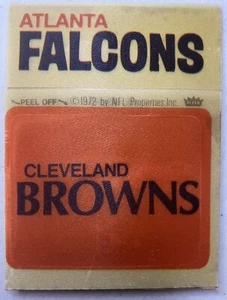 ATLANTA
FALCONS
PEEL OFF ©1972 by NFL Properties Inc.
CLEVELAND
BROWNS